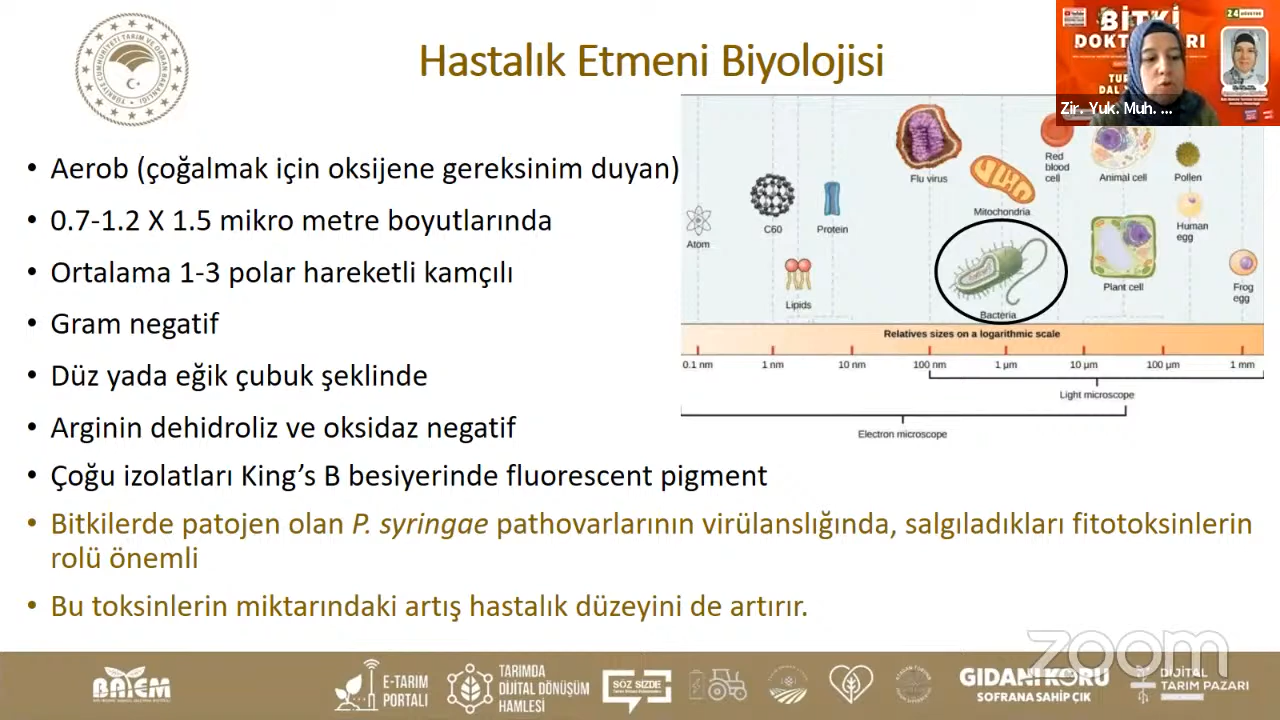 Hastalık Etmeni Biyolojisi
BİTKİ
Zir. Yuk. Muh. ...
• Aerob (çoğalmak için oksijene gereksinim duyan)
• 0.7-1.2 X 1.5 mikro metre boyutlarında
• Ortalama 1-3 polar hareketli kamçılı
• Gram negatif
• Düz yada eğik çubuk şeklinde
• Arginin dehidroliz ve oksidaz negatif
• Çoğu izolatları King's B besiyerinde fluorescent pigment
• Bitkilerde patojen olan P. syringae pathovarlarının virülanslığında, salgıladıkları fitotoksinlerin
rolü önemli
• Bu toksinlerin miktarındaki artış hastalık düzeyini de artırır.
Atom
C60
Protein
Lipids
Flu virus
Mitochondria
Bacteria
Red
blood
cell
Animal cell
Plant cell
Pollen
Human
egg
Frog
egg
Relatives sizes on a logarithmic scale
0.1 nm 1 nm 10 nm 100 nm 1 µm 10 µm 100 µm 1 mm
Light microscope
Electron microscope
zoom
BATEM
E-TARIM
PORTALI
TARIMDA
DİJİTAL DÖNÜŞÜM
HAMLESİ
SÖZ SİZDE
GIDANI KORU
SOFRANA SAHİP ÇIK
DİJİTAL
TARIM PAZARI